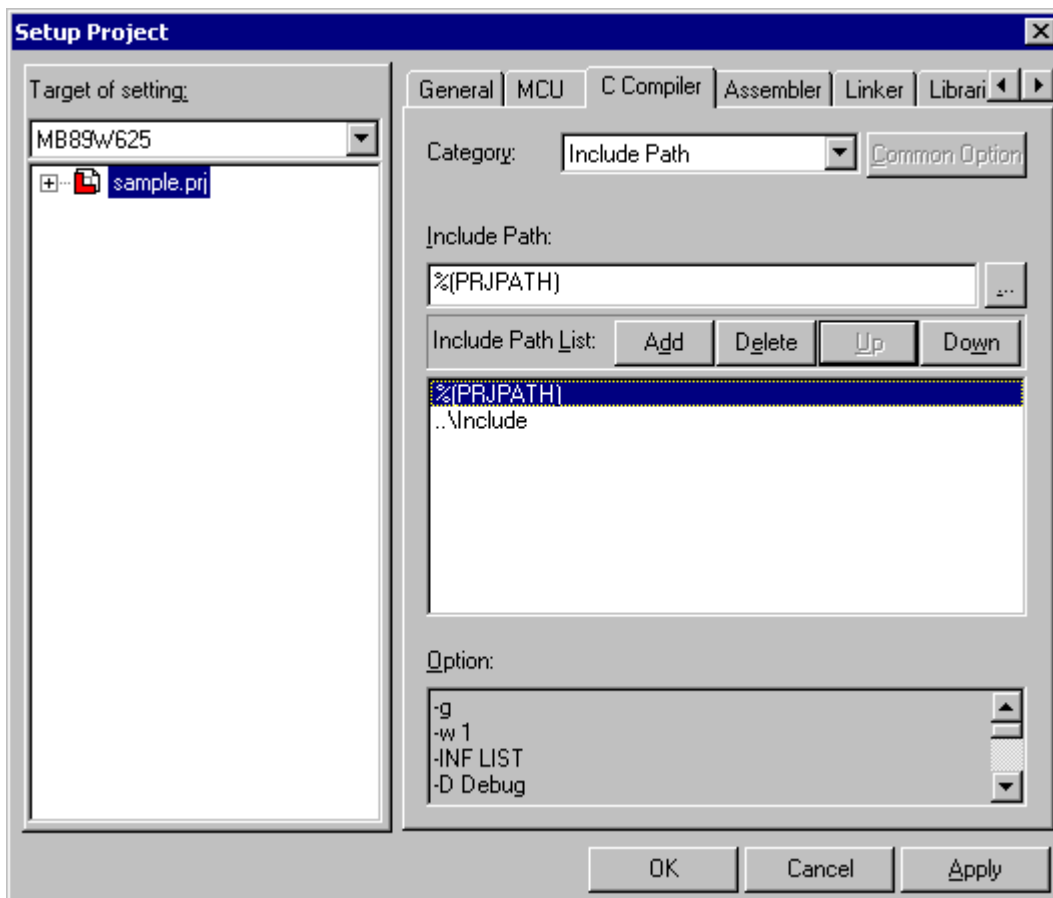 Setup Project
Target of setting:
MB89W625
sample.prj
General MCU C Compiler Assembler Linker Librari
Category: Include Path Common Option
Include Path:
%(PRJPATH) ...
Include Path List: Add Delete Up Down
%(PRJPATH)
..\Include
Option:
-g
-w 1
-INF LIST
-D Debug
OK Cancel Apply